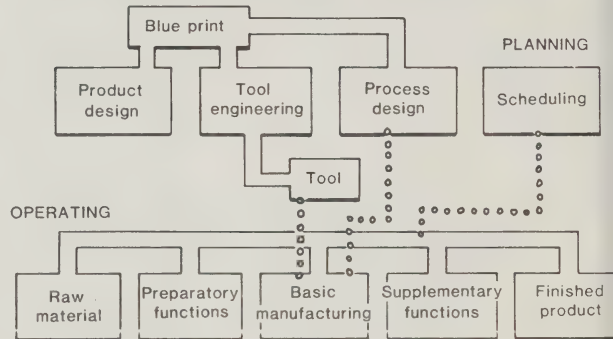 Blue print
PLANNING
Product
design
Tool
engineering
Process
design
Scheduling
Tool
OPERATING
Raw
material
Preparatory
functions
Basic
manufacturing
Supplementary
functions
Finished
product